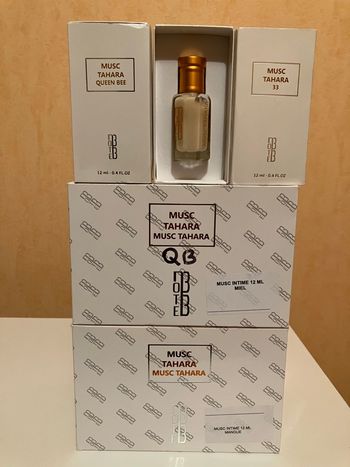 MUSC
TAHARA
QUEEN BEE
12 ml - 0.4 FL.OZ
MUSC
TAHARA
33
12 ml - 0.4 FL.OZ
MUSC
TAHARA
MUSC TAHARA
QB
NOTE
MUSC INTIME 12 ML
MIEL
MUSC
TAHARA
MUSC TAHARA
MUSC INTIME 12 ML